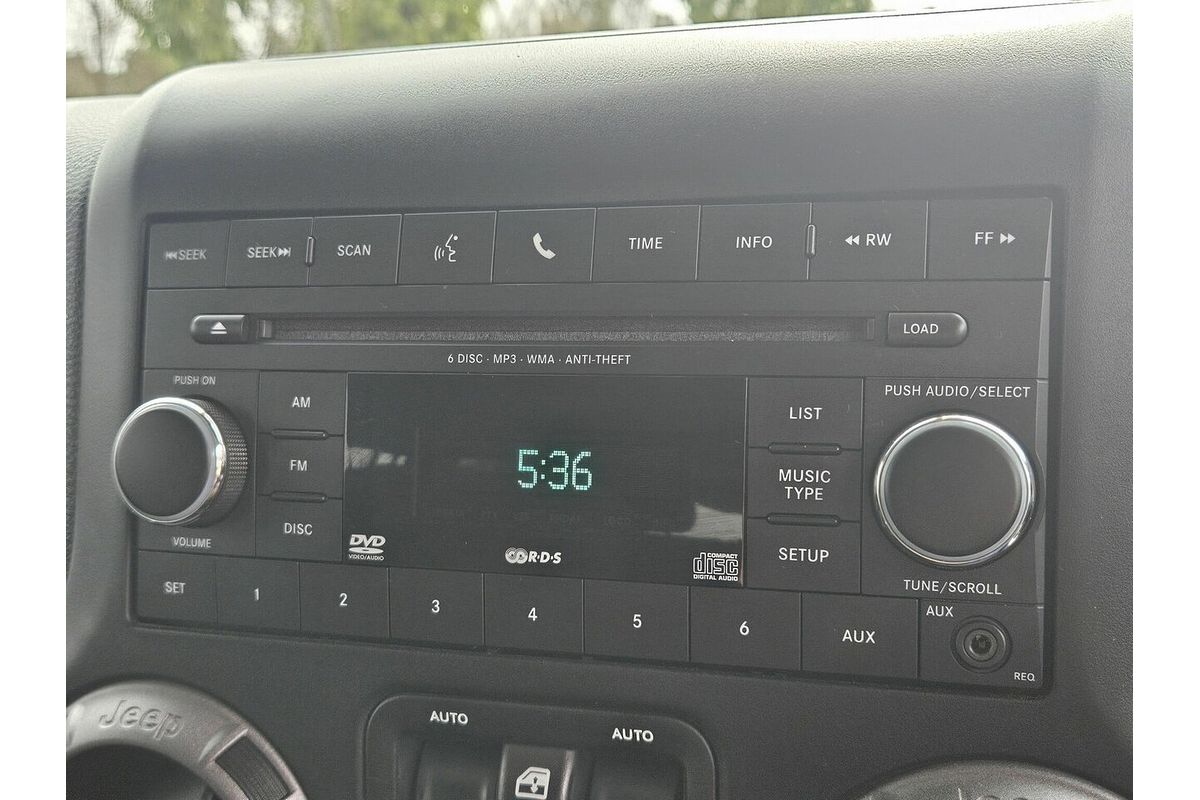 SEEK
SEEK
SCAN
TIME
INFO
RW
FF
LOAD
6 DISC · MP3 · WMA · ANTI-THEFT
PUSH ON
VOLUME
AM
FM
DISC
5:36
DVD
VIDEO/AUDIO
R·D·S
COMPACT
disc
DIGITAL AUDIO
LIST
MUSIC
TYPE
SETUP
PUSH AUDIO/SELECT
TUNE/SCROLL
SET
1
2
3
4
5
6
AUX
AUX
REQ
Jeep
AUTO
AUTO